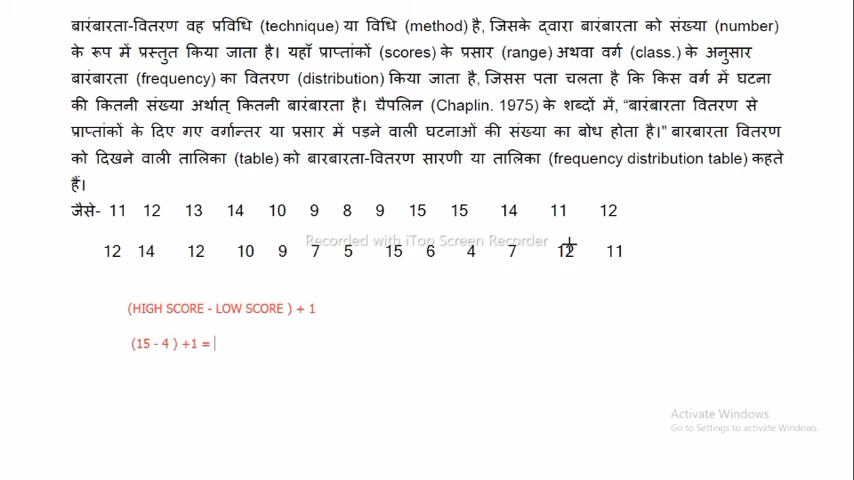 बारंबारता-वितरण वह प्रविधि (technique) या विधि (method) है, जिसके द्वारा बारंबारता को संख्या (number)
के रूप में प्रस्तुत किया जाता है। यहाँ प्राप्तांकों (scores) के प्रसार (range) अथवा वर्ग (class.) के अनुसार
बारंबारता (frequency) का वितरण (distribution) किया जाता है, जिसस पता चलता है कि किस वर्ग में घटना
की कितनी संख्या अर्थात् कितनी बारंबारता है। चैपलिन (Chaplin. 1975) के शब्दों में, “बारंबारता वितरण से
प्राप्तांकों के दिए गए वर्गान्तर या प्रसार में पड़ने वाली घटनाओं की संख्या का बोध होता है।" बारबारता वितरण
को दिखने वाली तालिका (table) को बारबारता-वितरण सारणी या तालिका (frequency distribution table) कहते
हैं।
जैसे- 11 12 13 14 10 9 8 9 15 15 14 11 12
Recorded with iTop Screen Recorder
12 14 12 10 9 7 5 15 6 4 7 12 11
(HIGH SCORE - LOW SCORE ) + 1
(15 - 4 ) +1 =
Activate Windows
Go to Settings to activate Windows.